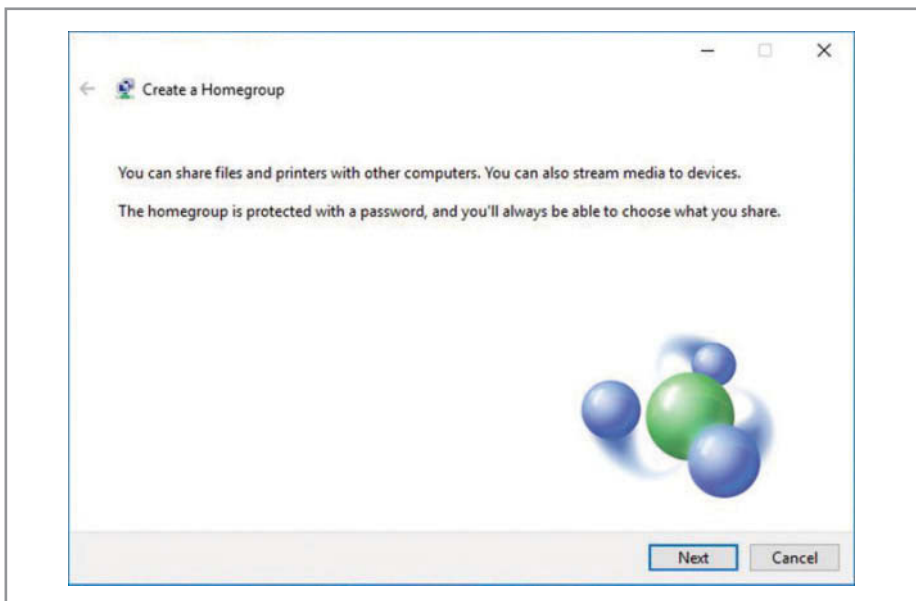 Create a Homegroup
You can share files and printers with other computers. You can also stream media to devices.
The homegroup is protected with a password, and you'll always be able to choose what you share.
Next Cancel